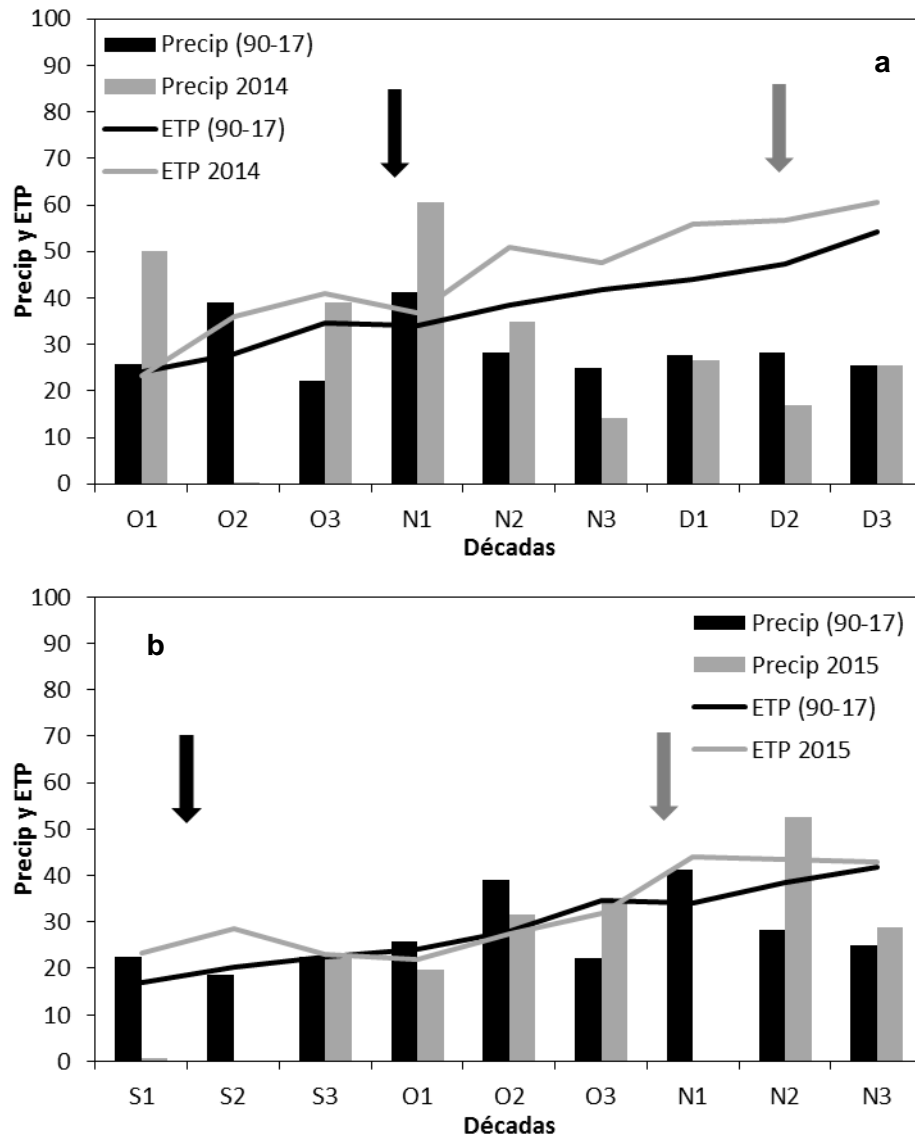 100
90
80
70
60
50
40
30
20
10
0
Precip y ETP
Precip (90-17)
Precip 2014
ETP (90-17)
ETP 2014
a
O1 O2 O3 N1 N2 N3 D1 D2 D3
Décadas
100
90
80
70
60
50
40
30
20
10
0
Precip y ETP
b
Precip (90-17)
Precip 2015
ETP (90-17)
ETP 2015
S1 S2 S3 O1 O2 O3 N1 N2 N3
Décadas